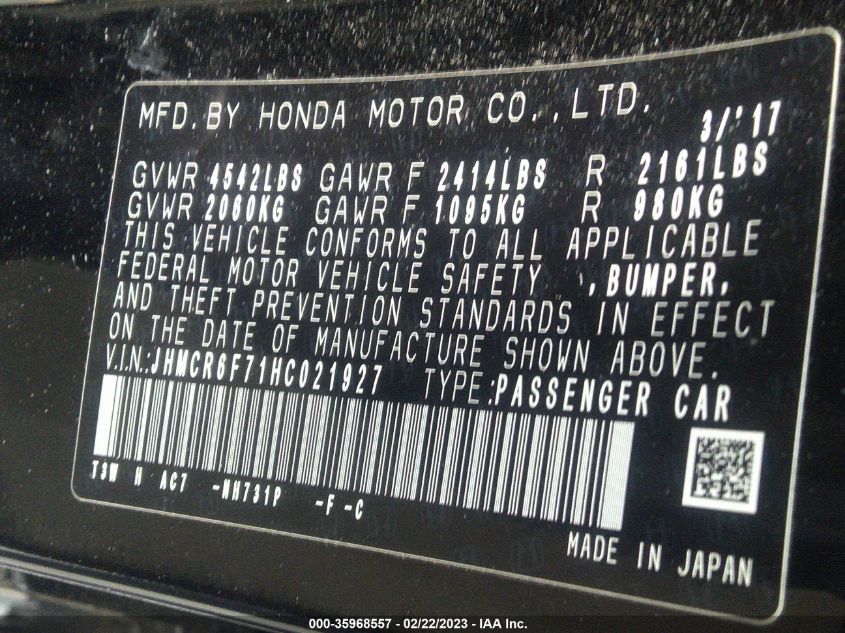 MFD. BY HONDA MOTOR CO., LTD. 3/'17
GVWR 4542LBS GAWR F 2414LBS R 2161LBS
GVWR 2060KG GAWR F 1095KG R 980KG
THIS VEHICLE CONFORMS TO ALL APPLICABLE
FEDERAL MOTOR VEHICLE SAFETY , BUMPER,
AND THEFT PREVENTION STANDARDS IN EFFECT
ON THE DATE OF MANUFACTURE SHOWN ABOVE.
V.I.N.:JHMCR6F71HC021927 TYPE:PASSENGER CAR
T3W H AC7 -NH731P -F -C
MADE IN JAPAN
000-35968557 - 02/22/2023 - IAA Inc.